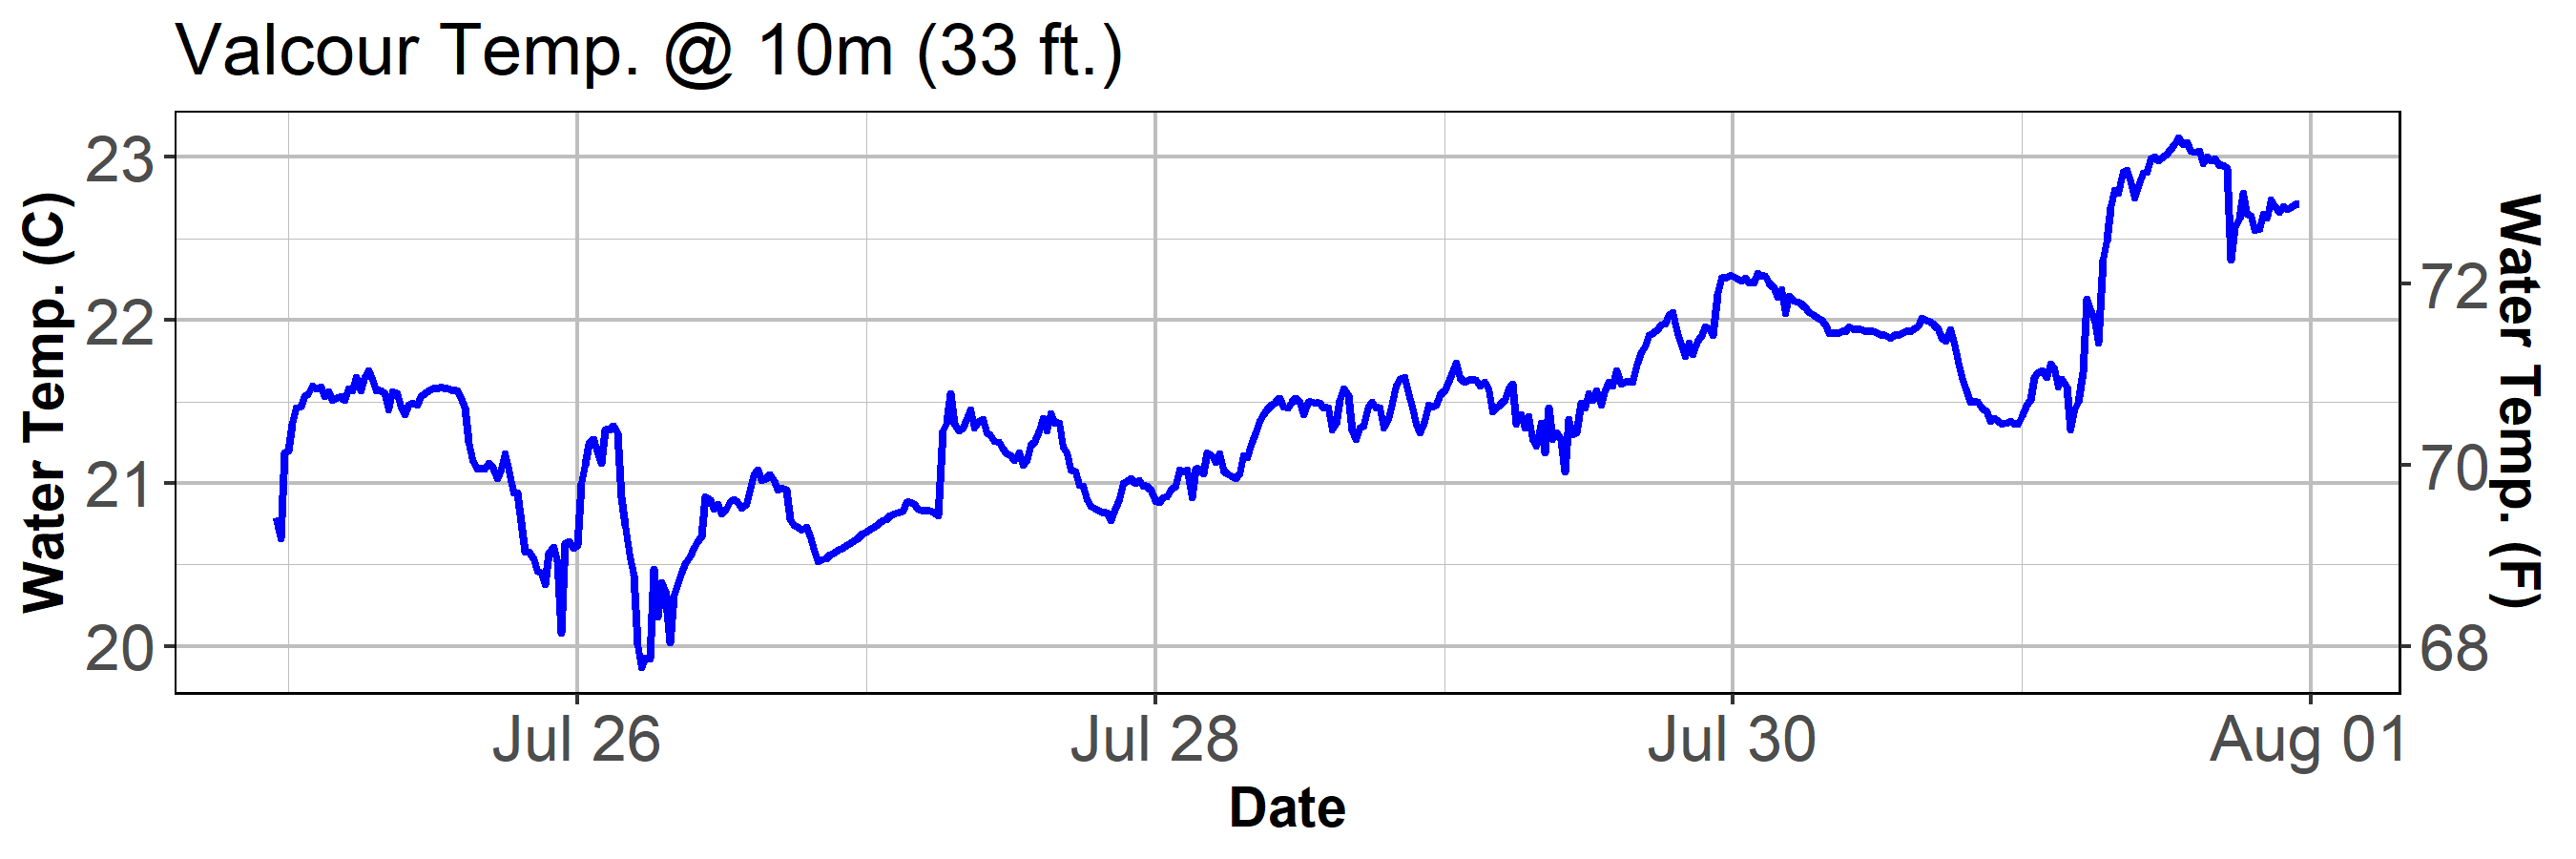 Valcour Temp. @ 10m (33 ft.)
Water Temp. (C)
23
22
21
20
72
70
68
Water Temp. (F)
Jul 26
Jul 28
Jul 30
Aug 01
Date